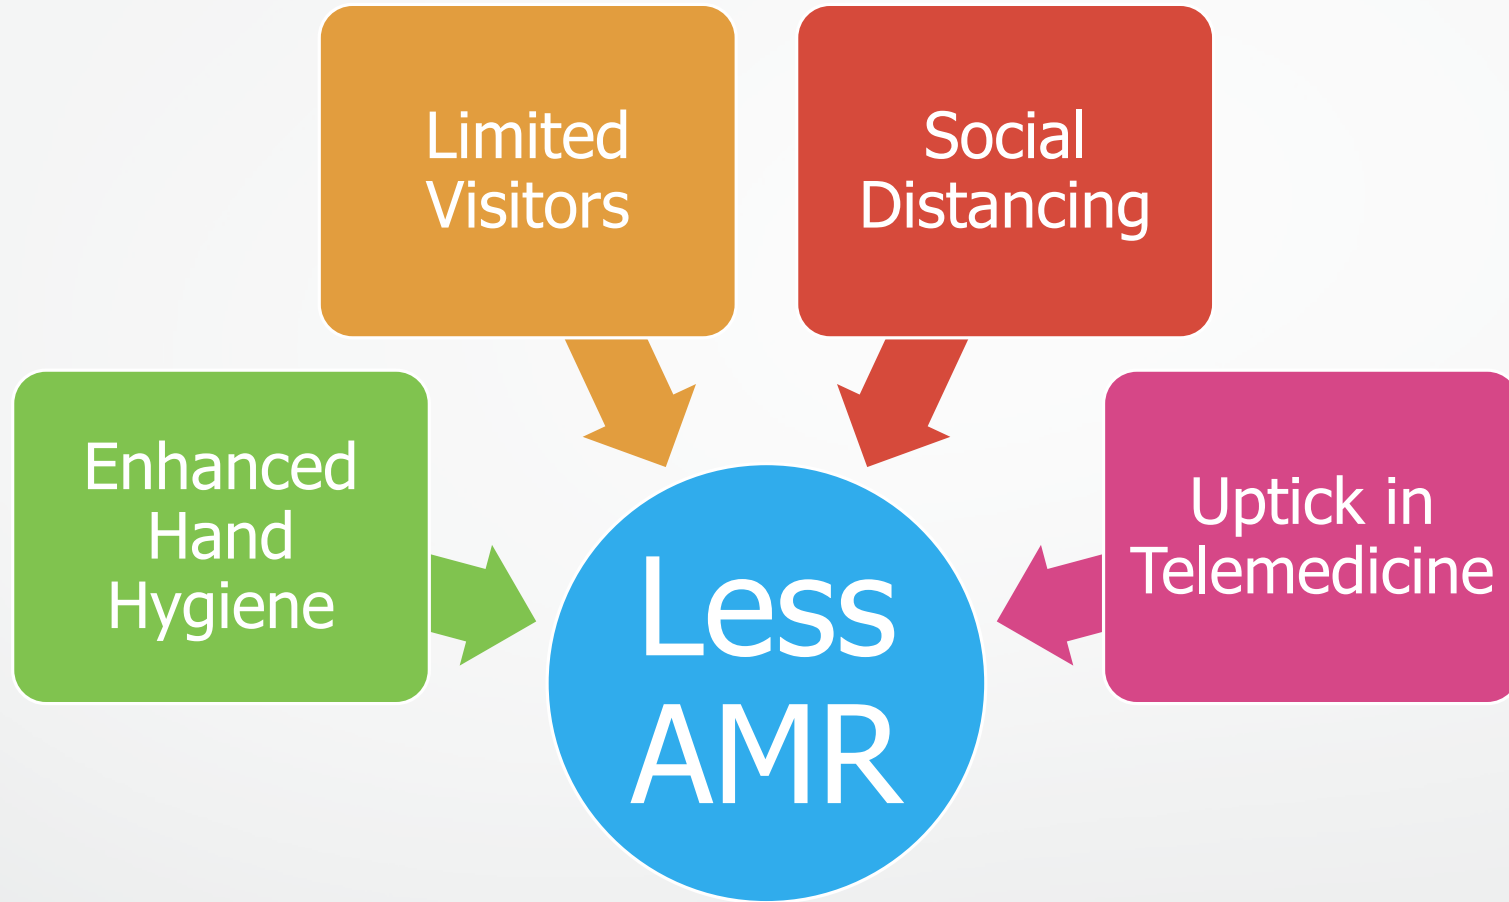 Limited
Visitors
Social
Distancing
Enhanced
Hand
Hygiene
Uptick in
Telemedicine
Less
AMR